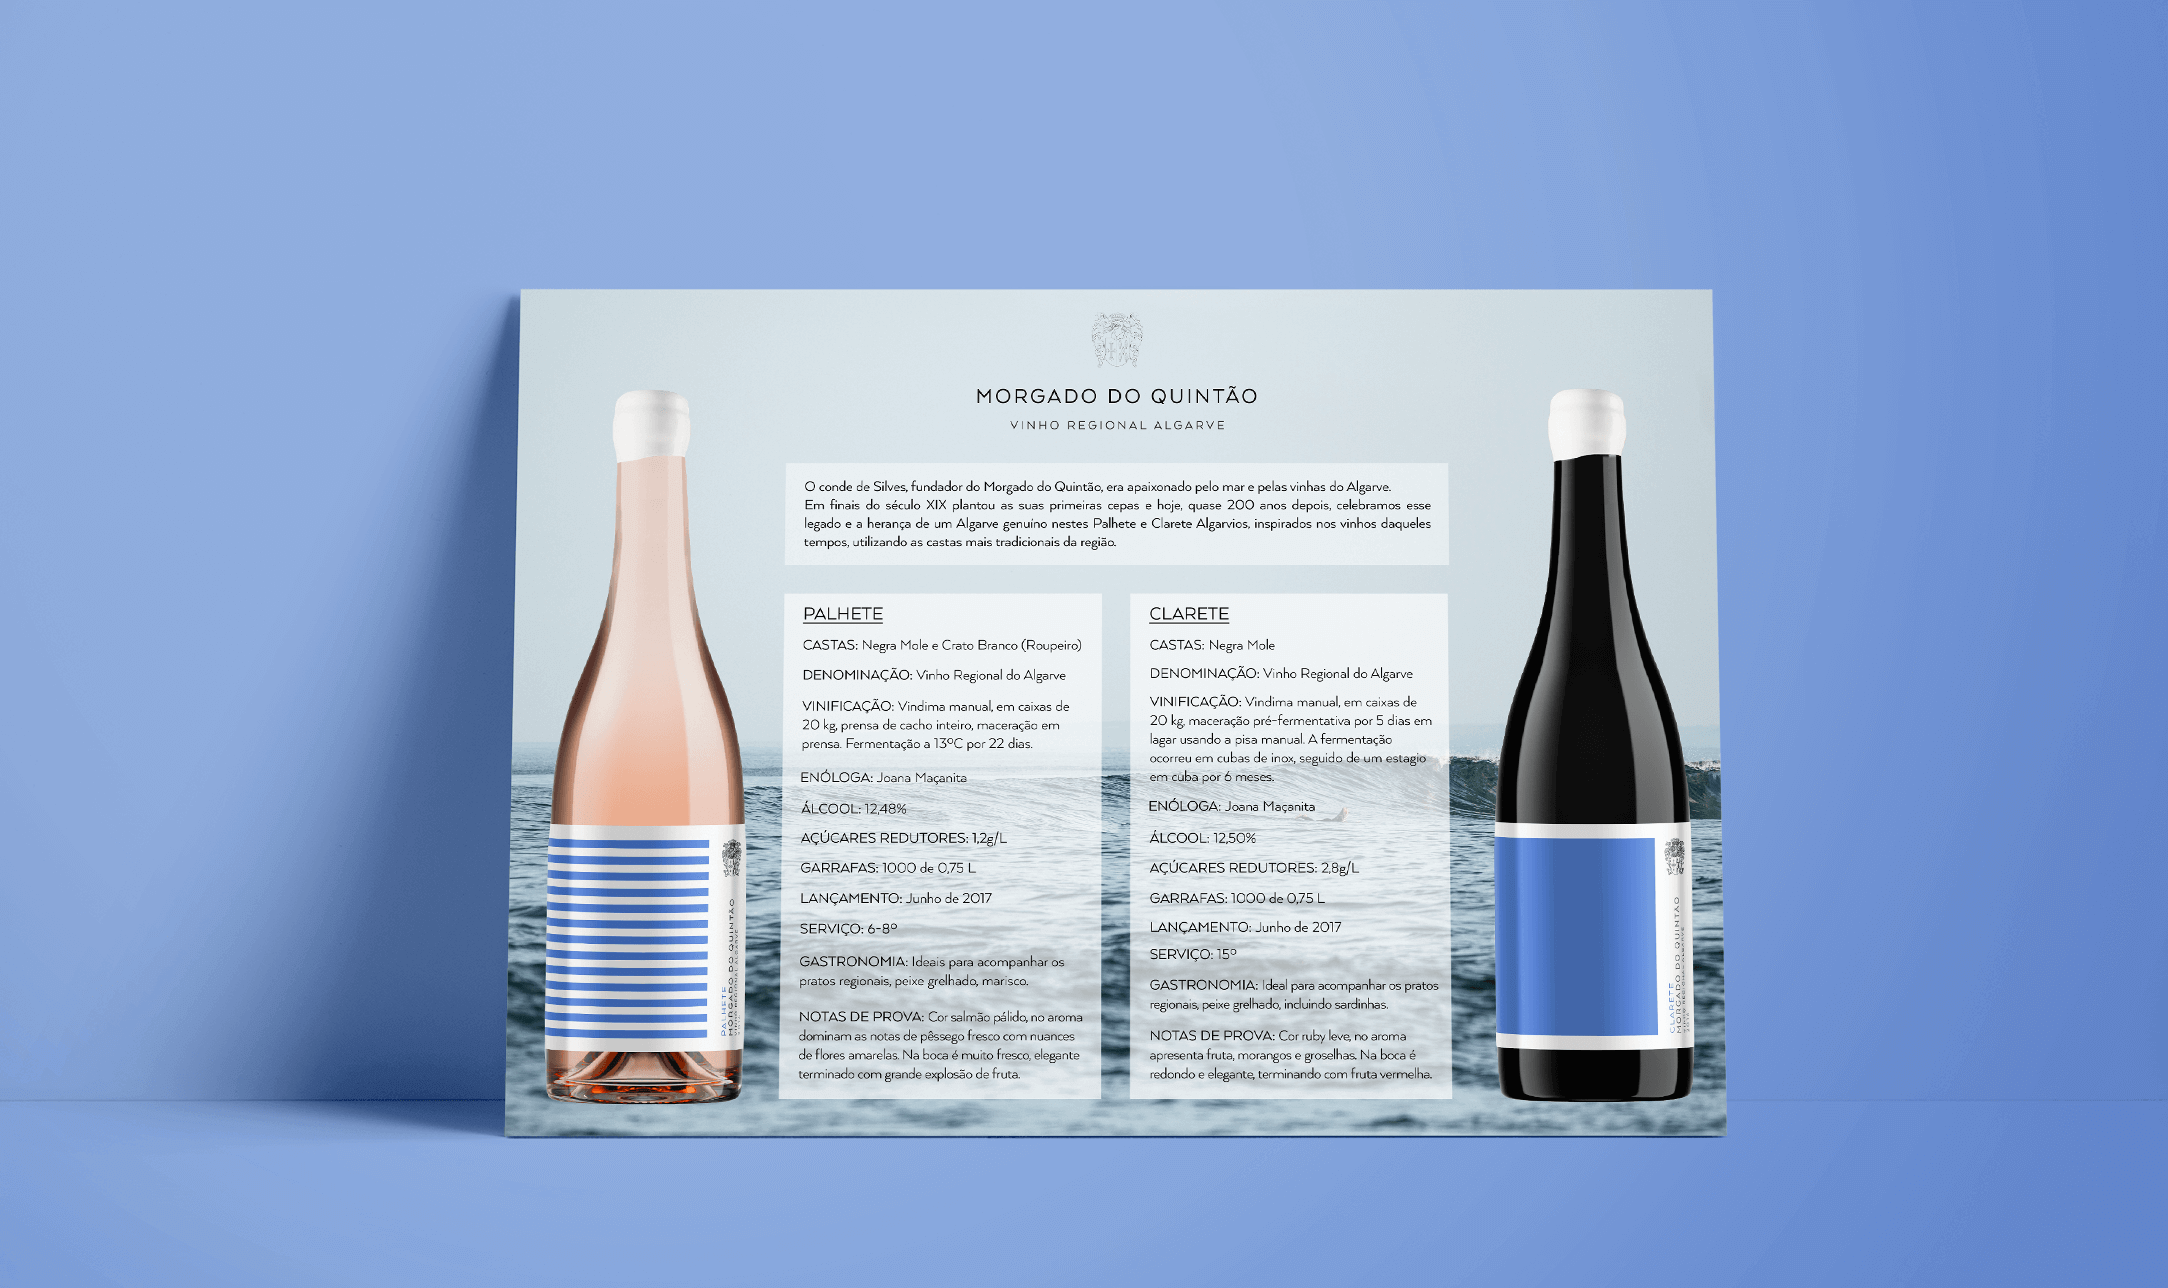 MORGADO DO QUINTÃO
VINHO REGIONAL ALGARVE
O conde de Silves, fundador do Morgado do Quintão, era apaixonado pelo mar e pelas vinhas do Algarve.
Em finais do século XIX plantou as suas primeiras cepas e hoje, quase 200 anos depois, celebramos esse
legado e a herança de um Algarve genuíno nestes Palhete e Clarete Algarvios, inspirados nos vinhos daqueles
tempos, utilizando as castas mais tradicionais da região.
PALHETE
CASTAS: Negra Mole e Crato Branco (Roupeiro)
DENOMINAÇÃO: Vinho Regional do Algarve
VINIFICAÇÃO: Vindima manual, em caixas de
20 kg, prensa de cacho inteiro, maceração em
prensa. Fermentação a 13ºC por 22 dias.
ENÓLOGA: Joana Maçanita
ÁLCOOL: 12,48%
AÇÚCARES REDUTORES: 1,2g/L
GARRAFAS: 1000 de 0,75 L
LANÇAMENTO: Junho de 2017
SERVIÇO: 6-8º
GASTRONOMIA: Ideais para acompanhar os
pratos regionais, peixe grelhado, marisco.
NOTAS DE PROVA: Cor salmão pálido, no aroma
dominam as notas de pêssego fresco com nuances
de flores amarelas. Na boca é muito fresco, elegante
terminado com grande explosão de fruta.
CLARETE
CASTAS: Negra Mole
DENOMINAÇÃO: Vinho Regional do Algarve
VINIFICAÇÃO: Vindima manual, em caixas de
20 kg, maceração pré-fermentativa por 5 dias em
lagar usando a pisa manual. A fermentação
ocorreu em cubas de inox, seguido de um estagio
em cuba por 6 meses.
ENÓLOGA: Joana Maçanita
ÁLCOOL: 12,50%
AÇÚCARES REDUTORES: 2,8g/L
GARRAFAS: 1000 de 0,75 L
LANÇAMENTO: Junho de 2017
SERVIÇO: 15º
GASTRONOMIA: Ideal para acompanhar os pratos
regionais, peixe grelhado, incluindo sardinhas.
NOTAS DE PROVA: Cor ruby leve, no aroma
apresenta fruta, morangos e groselhas. Na boca é
redondo e elegante, terminando com fruta vermelha.
PALHETE
MORGADO DO QUINTÃO
VINHO REGIONAL ALGARVE
CLARETE
MORGADO DO QUINTÃO
VINHO REGIONAL ALGARVE